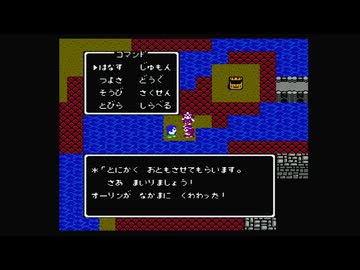 コマンド
▶はなす じゅもん
つよさ どうぐ
そうび さくせん
とびら しらべる
＊「とにかく おともさせてもらいます。
さあ まいりましょう！
オーリンが なかまに くわわった！